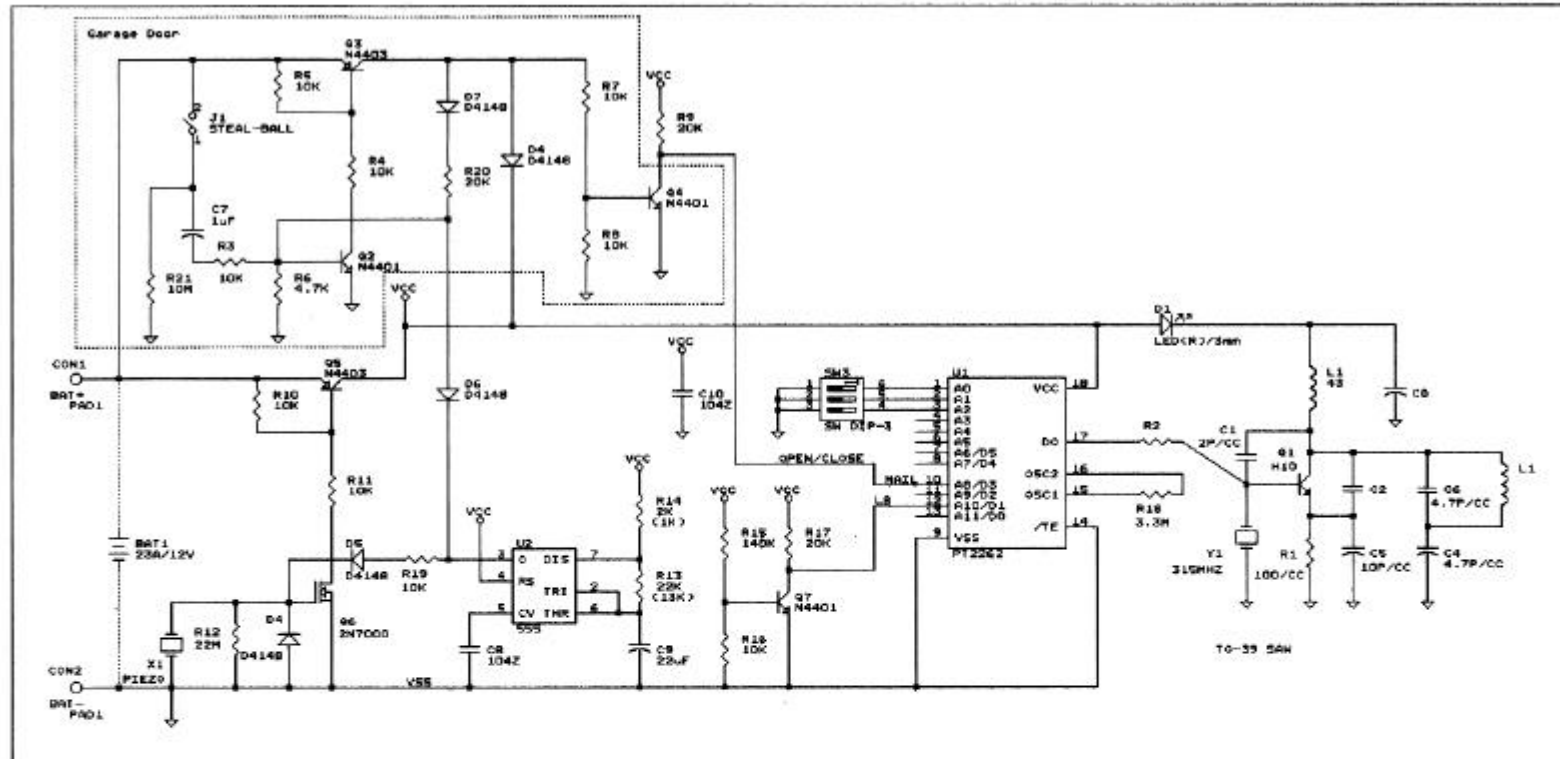 Garage Door
Q3
N4403
R5
10K
J1
STEAL-BALL
2
1
R4
10K
D7
D4148
R20
20K
D4
D4148
R7
10K
VCC
R9
20K
Q4
N4401
R8
10K
C7
1uF
R3
10K
Q2
N4401
R21
10M
R6
4.7K
VCC
CON1
BAT+
PAD1
Q5
N4403
R10
10K
D6
D4148
VCC
C10
104Z
SW3
SW DIP-3
OPEN/CLOSE
MAIL
LB
U1
A0
A1
A2
A3
A4
A5
A6/D5
A7/D4
A8/D3
A9/D2
A10/D1
A11/D0
VSS
VCC
DO
OSC2
OSC1
/TE
1
8
10
9
18
17
16
15
14
PT2262
D1
LED(R)/3mm
L1
43
R2
R18
3.3M
C1
2P/CC
Q1
Y1
315MHZ
R1
100/CC
C5
10P/CC
C6
4.7P/CC
C4
4.7P/CC
L1
TG-39 SAW
R11
10K
BAT1
23A/12V
D5
D4148
R19
10K
VCC
U2
555
O
RS
CV
DIS
TRI
THR
3
4
5
7
2
6
VCC
R14
2K
(1K)
R13
22K
C9
22uF
C8
104Z
VCC
R15
140K
VCC
R17
20K
Q7
N4401
R16
10K
X1
PIEZO
R12
22M
D4
D4148
Q6
2N7000
CON2
BAT-
PAD1
VSS